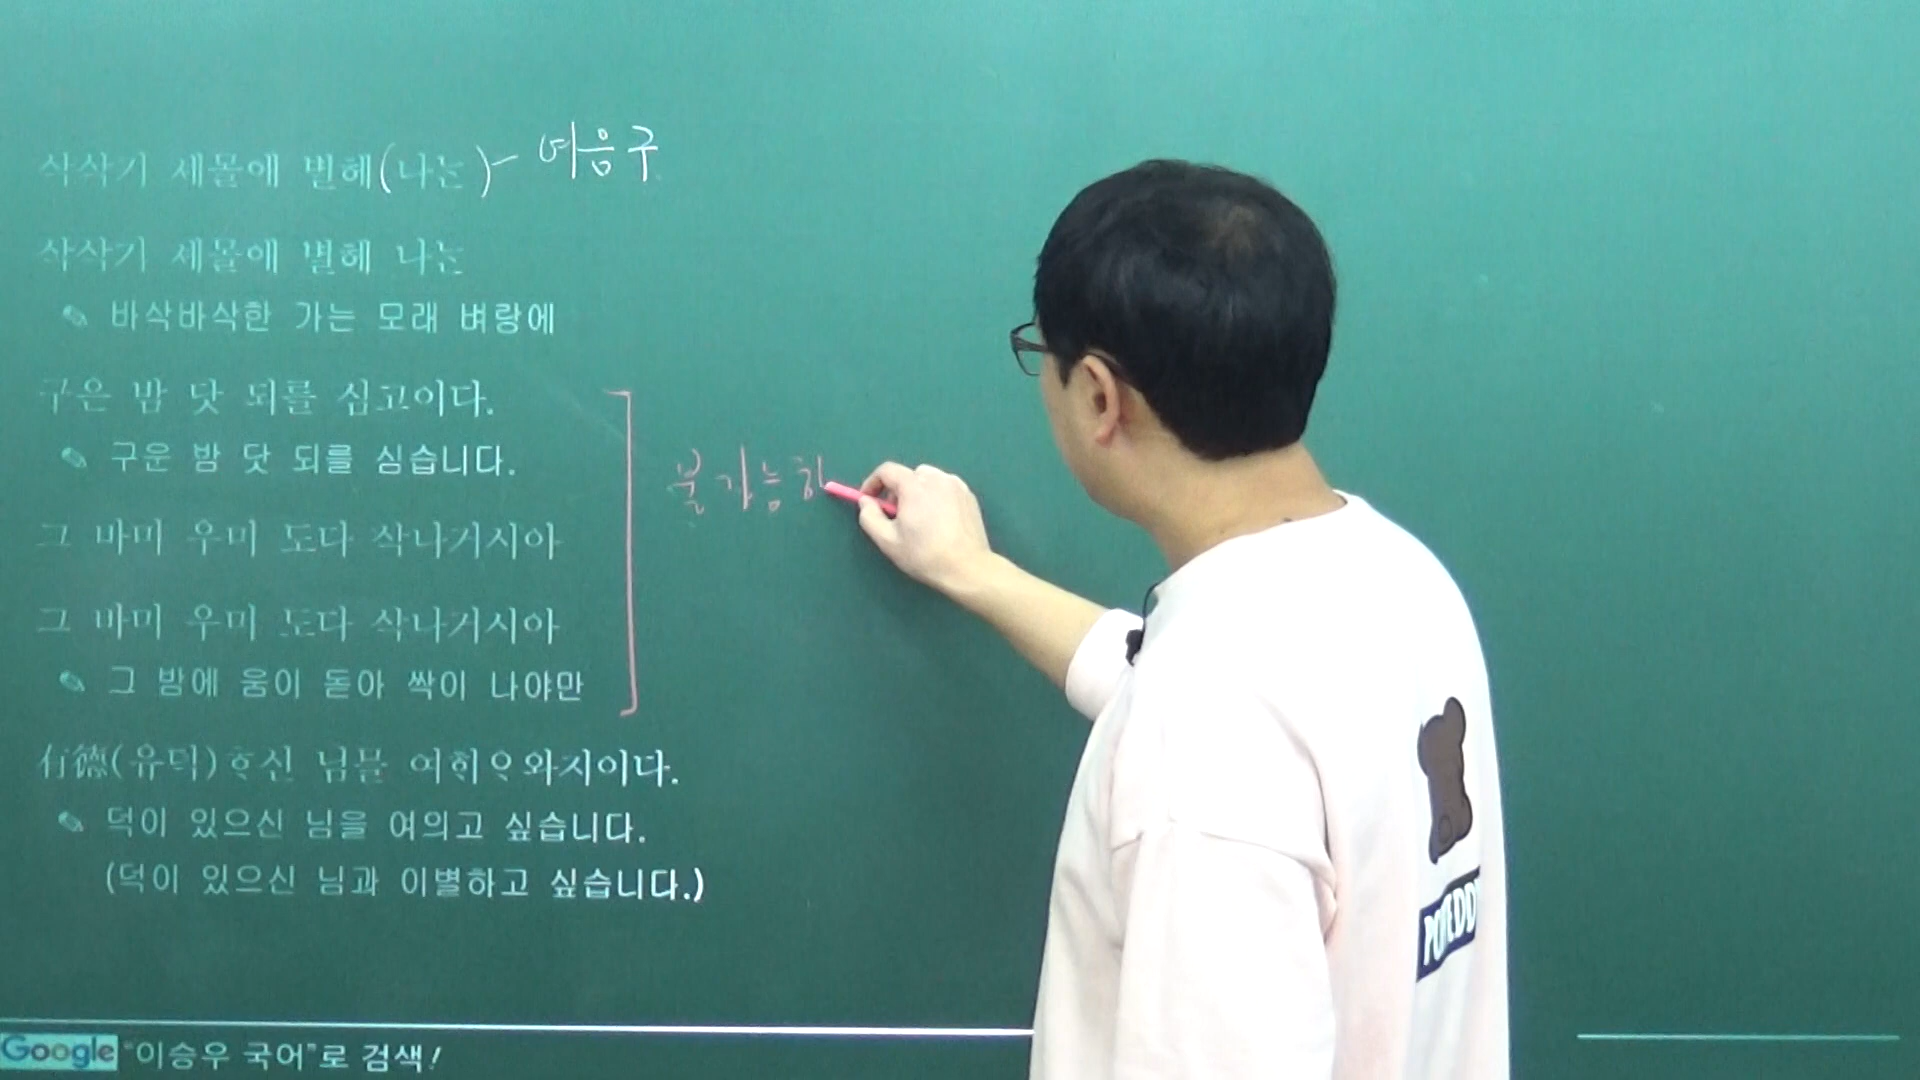 삭삭기 셰몰애 별헤(나ᄂᆞᆫ) - 여음구
삭삭기 셰몰애 별헤 나ᄂᆞᆫ
바삭바삭한 가는 모래 벼랑에
구은 밤 닷 되를 심고이다.
구운 밤 닷 되를 심습니다.
불가능하
그 바미 우미 도다 삭나거시아
그 바미 우미 도다 삭나거시아
그 밤에 움이 돋아 싹이 나야만
有德(유덕)ᄒᆞ신 님믈 여ᄒᆡᄋᆞ와지이다.
덕이 있으신 님을 여의고 싶습니다.
(덕이 있으신 님과 이별하고 싶습니다.)
Google "이승우 국어"로 검색!